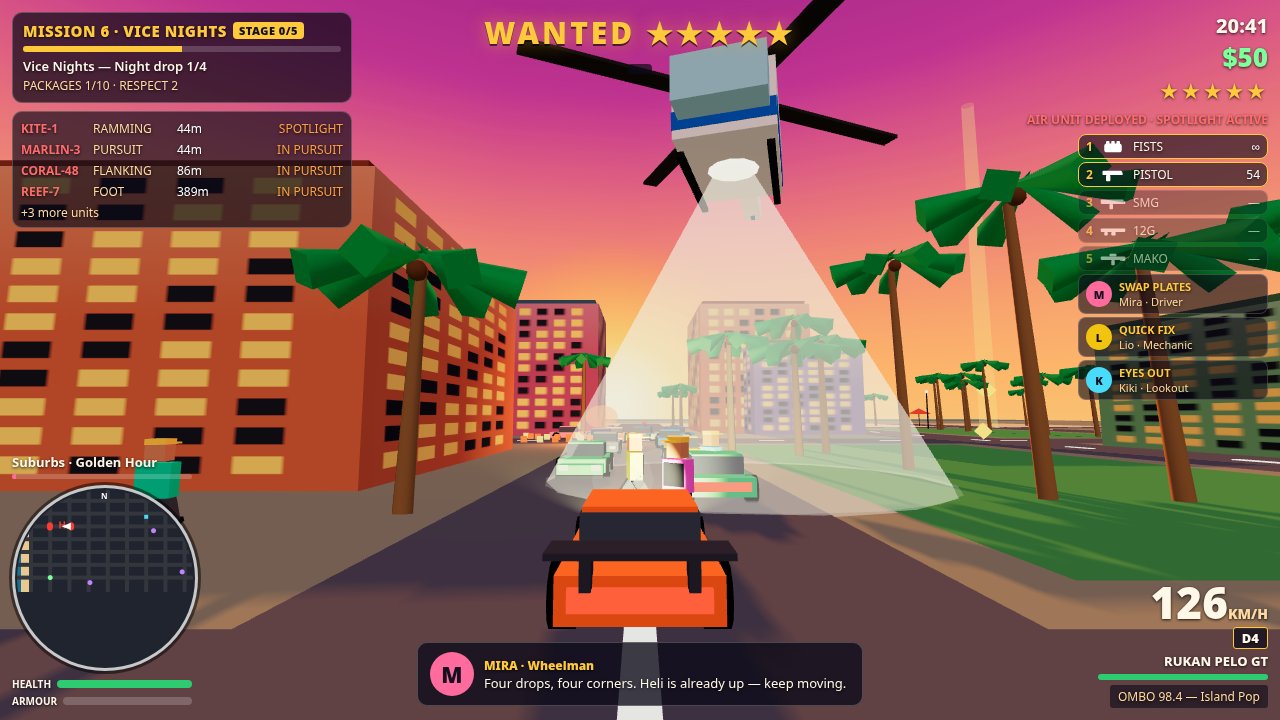 MISSION 6 · VICE NIGHTS STAGE 0/5
Vice Nights — Night drop 1/4
PACKAGES 1/10 · RESPECT 2
KITE-1 RAMMING 44m SPOTLIGHT
MARLIN-3 PURSUIT 44m IN PURSUIT
CORAL-48 FLANKING 86m IN PURSUIT
REEF-7 FOOT 389m IN PURSUIT
+3 more units
WANTED ★★★★★
20:41
$50
★★★★★
AIR UNIT DEPLOYED · SPOTLIGHT ACTIVE
1 FISTS ∞
2 PISTOL 54
3 SMG —
4 12G —
5 MAKO —
M SWAP PLATES
Mira · Driver
L QUICK FIX
Lio · Mechanic
K EYES OUT
Kiki · Lookout
Suburbs · Golden Hour
N
HEALTH
ARMOUR
M MIRA · Wheelman
Four drops, four corners. Heli is already up — keep moving.
126 KM/H
D4
RUKAN PELO GT
OMBO 98.4 — Island Pop